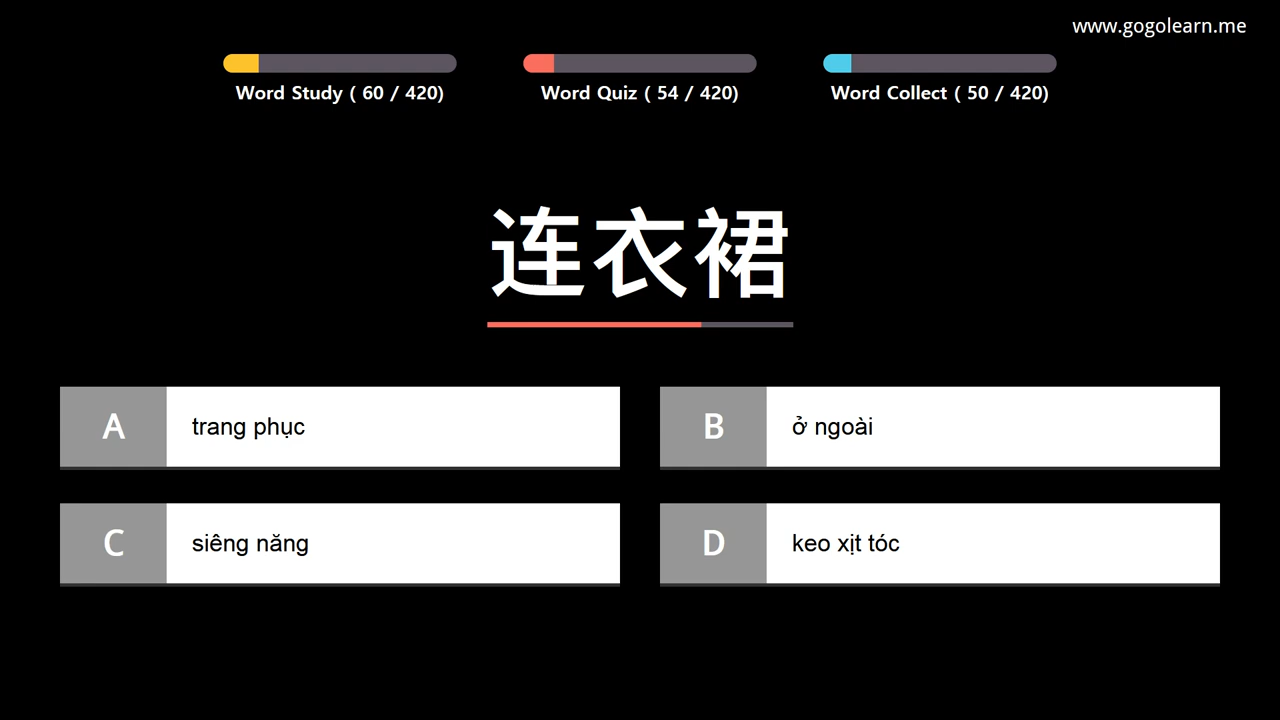 www.gogolearn.me
Word Study ( 60 / 420)
Word Quiz ( 54 / 420)
Word Collect ( 50 / 420)
连衣裙
A
trang phục
B
ở ngoài
C
siêng năng
D
keo xịt tóc